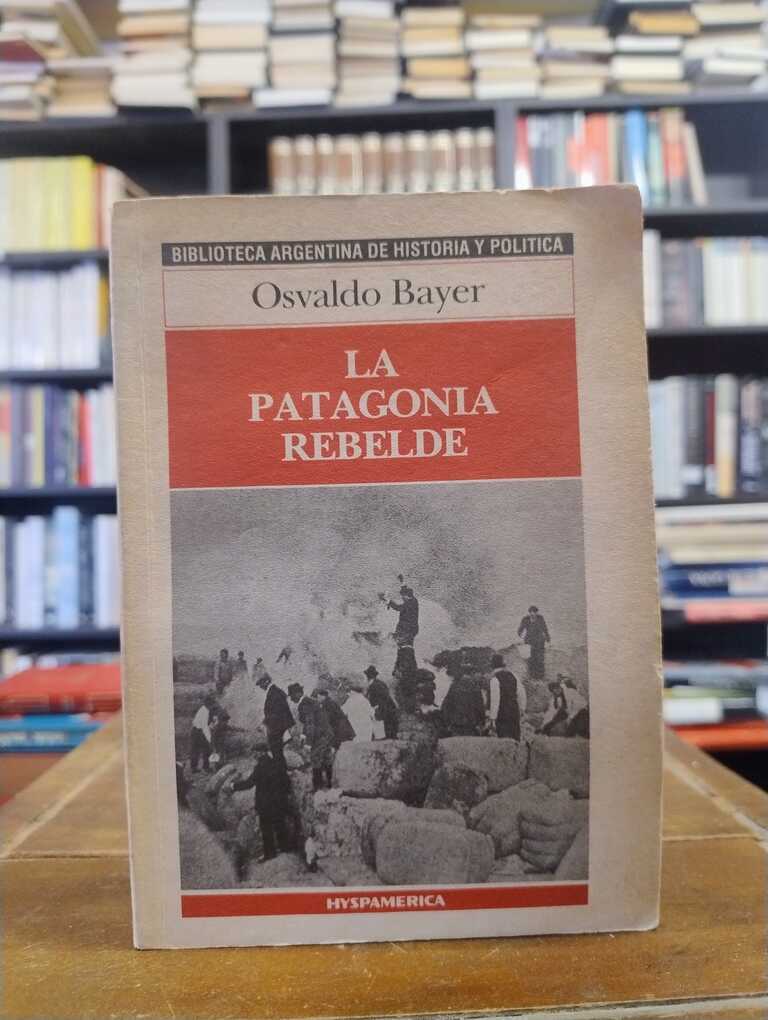 BIBLIOTECA ARGENTINA DE HISTORIA Y POLITICA
Osvaldo Bayer
LA
PATAGONIA
REBELDE
HYSPAMERICA